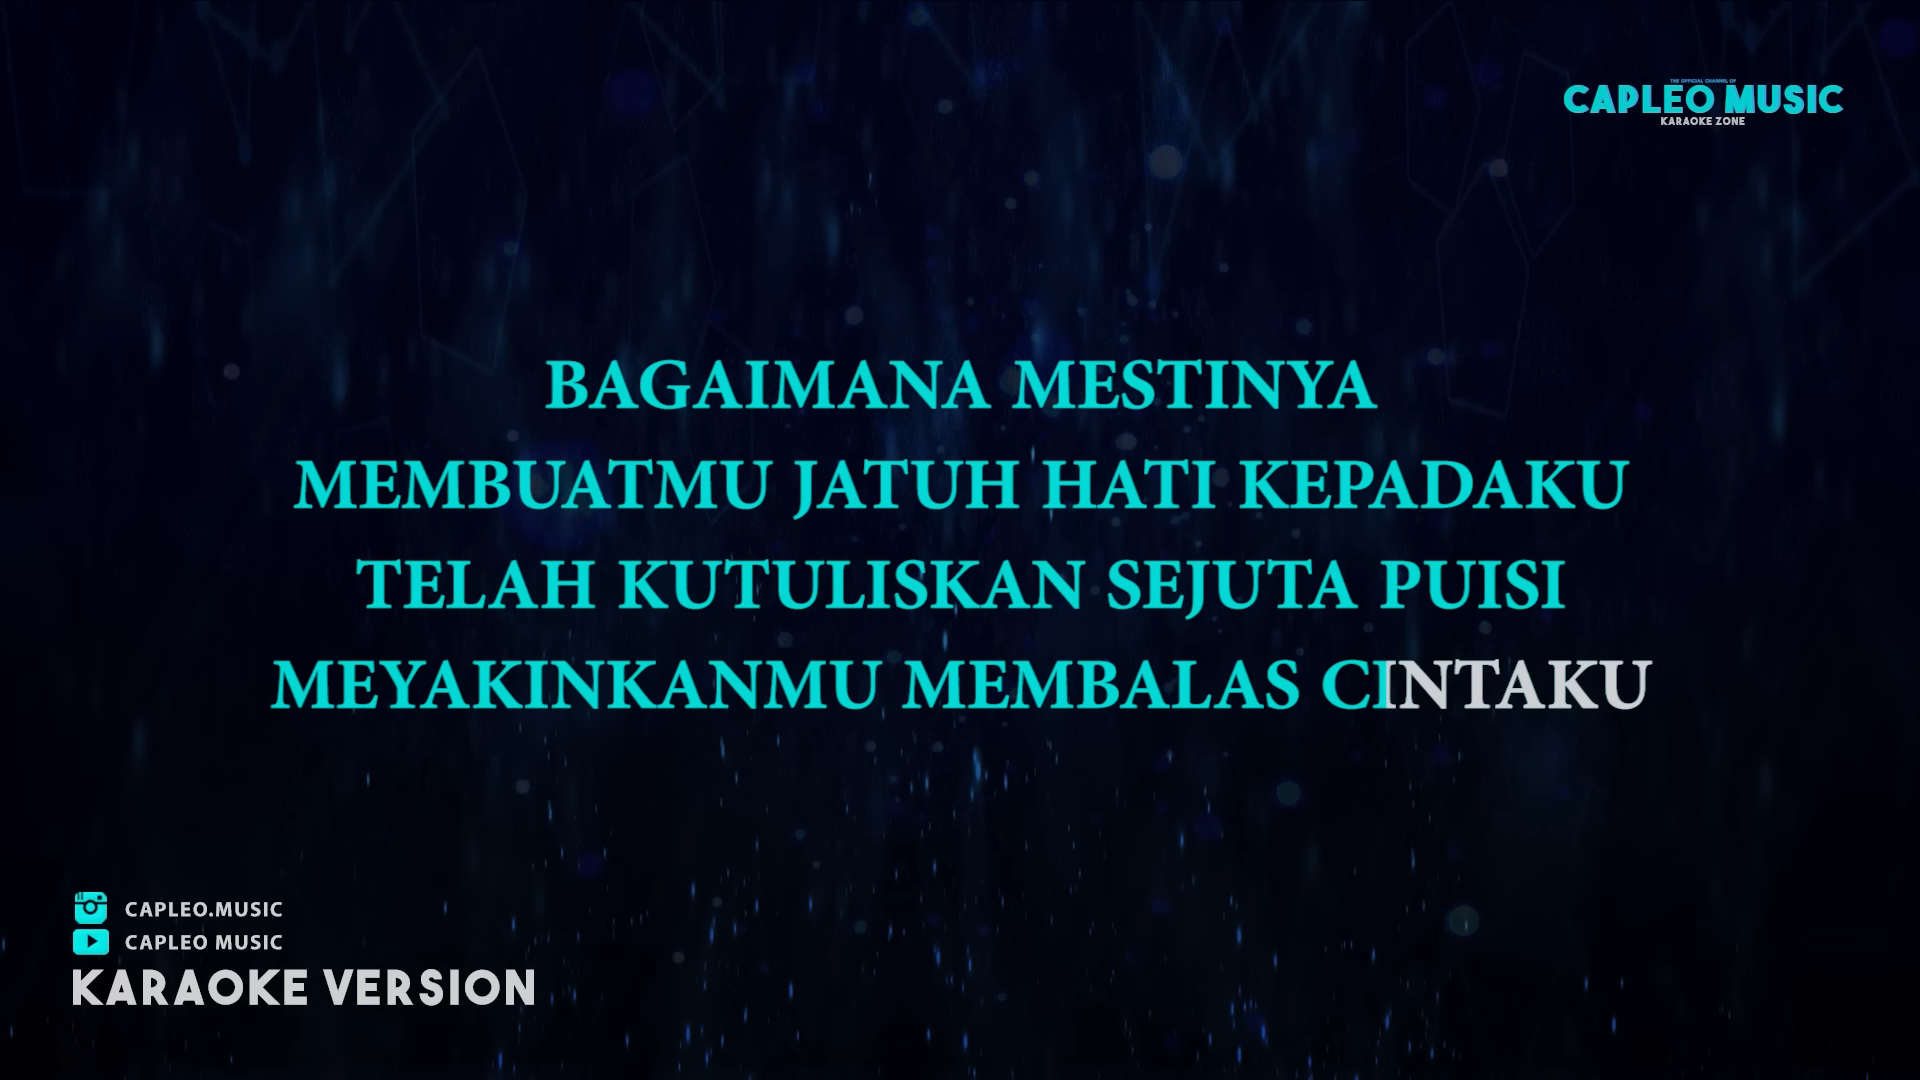 THE OFFICIAL CHANNEL OF
CAPLEO MUSIC
KARAOKE ZONE
BAGAIMANA MESTINYA
MEMBUATMU JATUH HATI KEPADAKU
TELAH KUTULISKAN SEJUTA PUISI
MEYAKINKANMU MEMBALAS CINTAKU
CAPLEO.MUSIC
CAPLEO MUSIC
KARAOKE VERSION